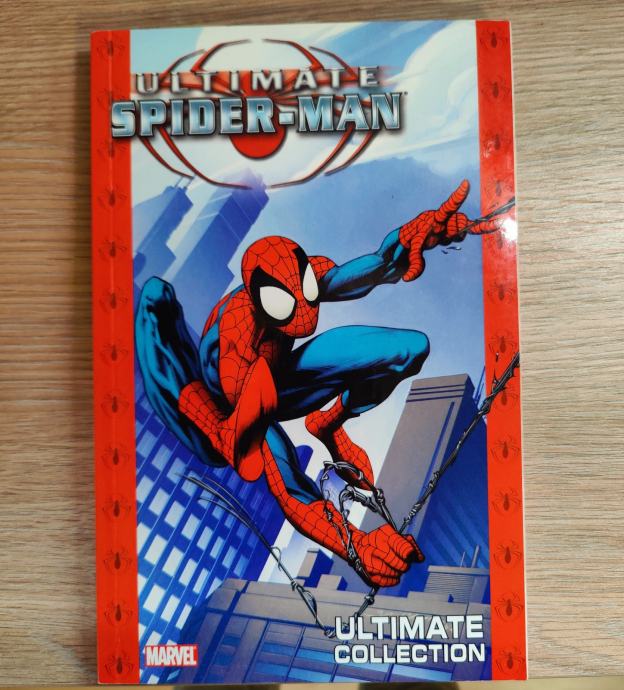 ULTIMATE
SPIDER-MAN
ULTIMATE
COLLECTION
MARVEL